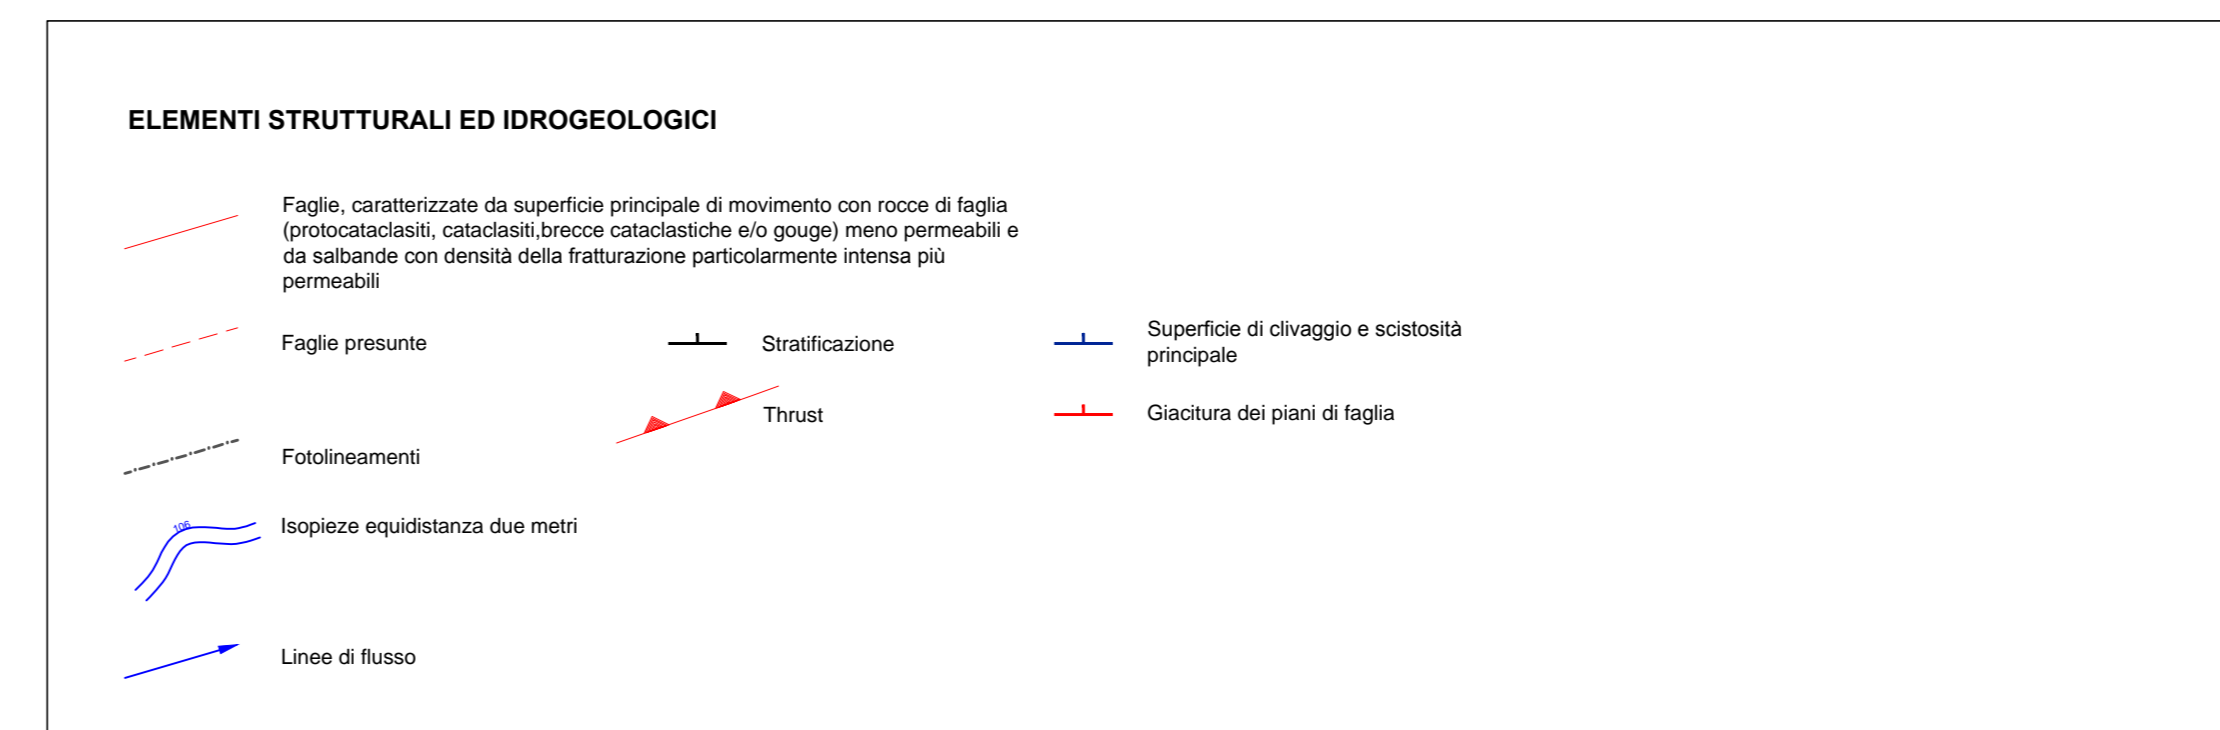 ELEMENTI STRUTTURALI ED IDROGEOLOGICI
Faglie, caratterizzate da superficie principale di movimento con rocce di faglia
(protocataclasiti, cataclasiti,brecce cataclastiche e/o gouge) meno permeabili e
da salbande con densità della fratturazione particolarmente intensa più
permeabili
Faglie presunte
Stratificazione
Superficie di clivaggio e scistosità
principale
Thrust
Giacitura dei piani di faglia
Fotolineamenti
106
Isopieze equidistanza due metri
Linee di flusso